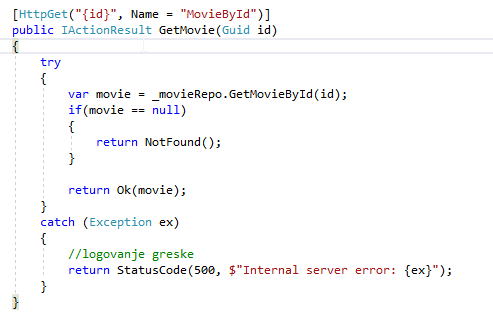 [HttpGet("{id}", Name = "MovieById")]
public IActionResult GetMovie(Guid id)
{
    try
    {
        var movie = _movieRepo.GetMovieById(id);
        if(movie == null)
        {
            return NotFound();
        }

        return Ok(movie);
    }
    catch (Exception ex)
    {
        //logovanje greske
        return StatusCode(500, $"Internal server error: {ex}");
    }
}